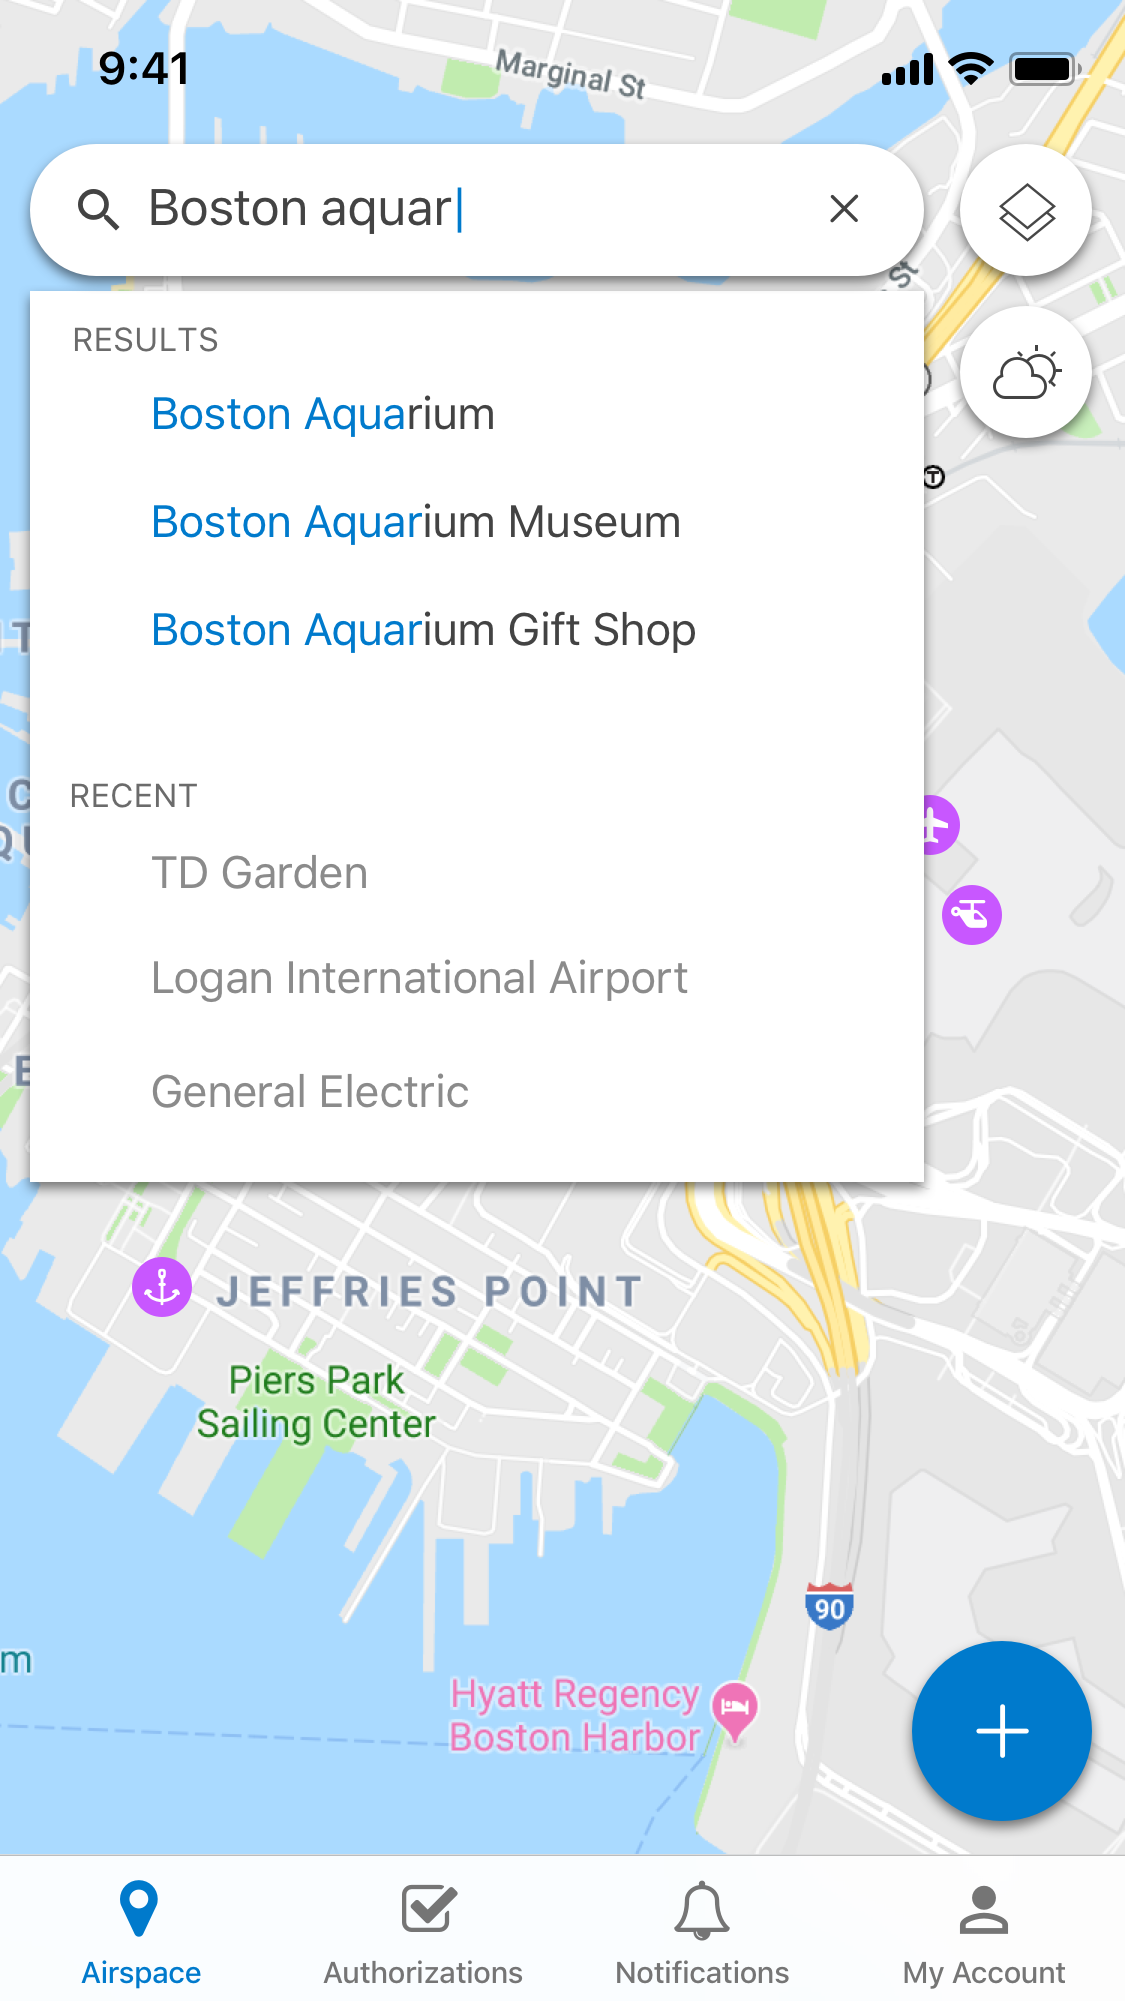 9:41
Marginal St
Boston aquar
St
RESULTS
Boston Aquarium
Boston Aquarium Museum
T
Boston Aquarium Gift Shop
RECENT
TD Garden
Logan International Airport
General Electric
JEFFRIES POINT
Piers Park
Sailing Center
90
m
Hyatt Regency
Boston Harbor
Airspace
Authorizations
Notifications
My Account